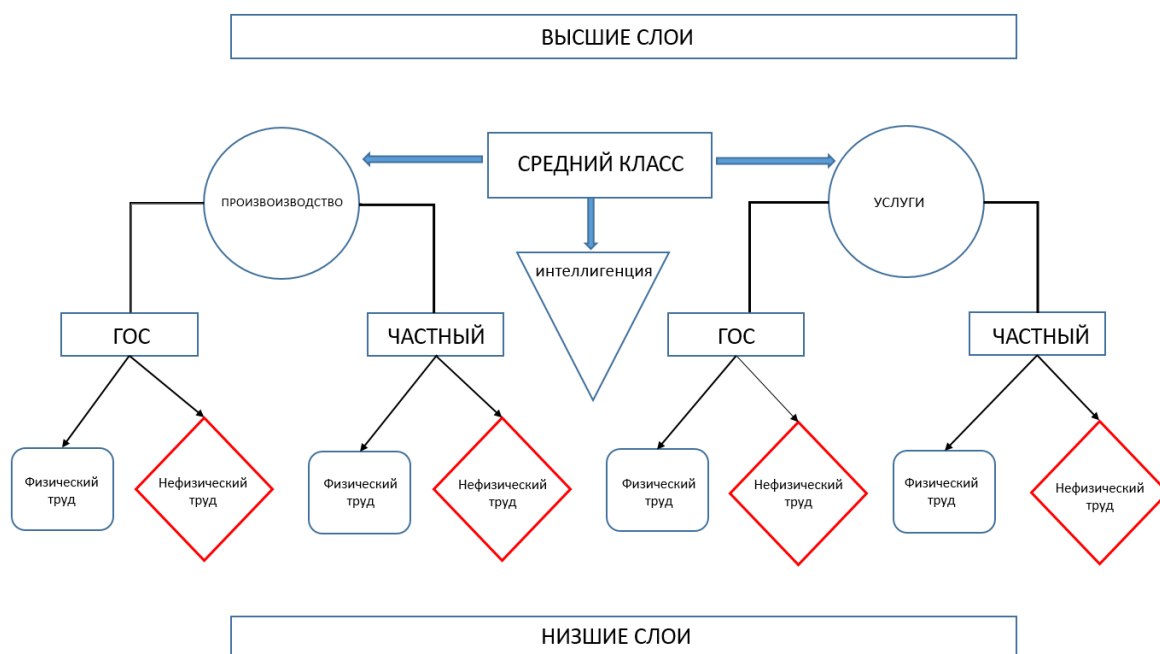 ВЫСШИЕ СЛОИ
СРЕДНИЙ КЛАСС
ПРОИЗВОИЗВОДСТВО
УСЛУГИ
интеллигенция
ГОС
ЧАСТНЫЙ
ГОС
ЧАСТНЫЙ
Физический
труд
Нефизический
труд
Физический
труд
Нефизический
труд
Физический
труд
Нефизический
труд
Физический
труд
Нефизический
труд
НИЗШИЕ СЛОИ